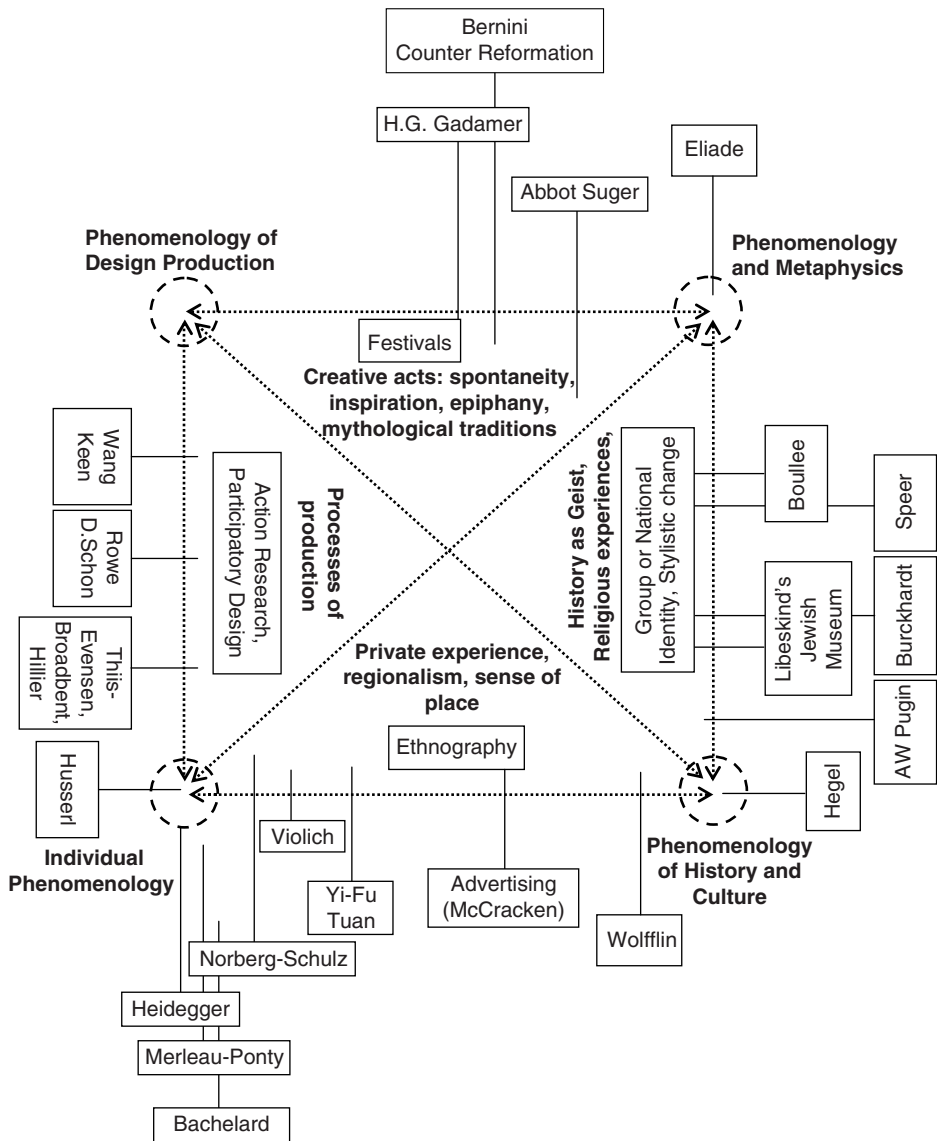 Bernini
Counter Reformation
H.G. Gadamer
Eliade
Abbot Suger
Phenomenology of
Design Production
Phenomenology
and Metaphysics
Festivals
Creative acts: spontaneity,
inspiration, epiphany,
mythological traditions
Wang
Keen
Rowe
D.Schon
Thiis-
Evensen,
Broadbent,
Hillier
Husserl
Action Research,
Participatory Design
Processes of
production
History as Geist,
Religious experiences,
Group or National
Identity, Stylistic change
Boullee
Speer
Libeskind’s
Jewish
Museum
Burckhardt
AW Pugin
Hegel
Private experience,
regionalism, sense of
place
Ethnography
Individual
Phenomenology
Violich
Yi-Fu
Tuan
Advertising
(McCracken)
Phenomenology
of History and
Culture
Wolfflin
Norberg-Schulz
Heidegger
Merleau-Ponty
Bachelard